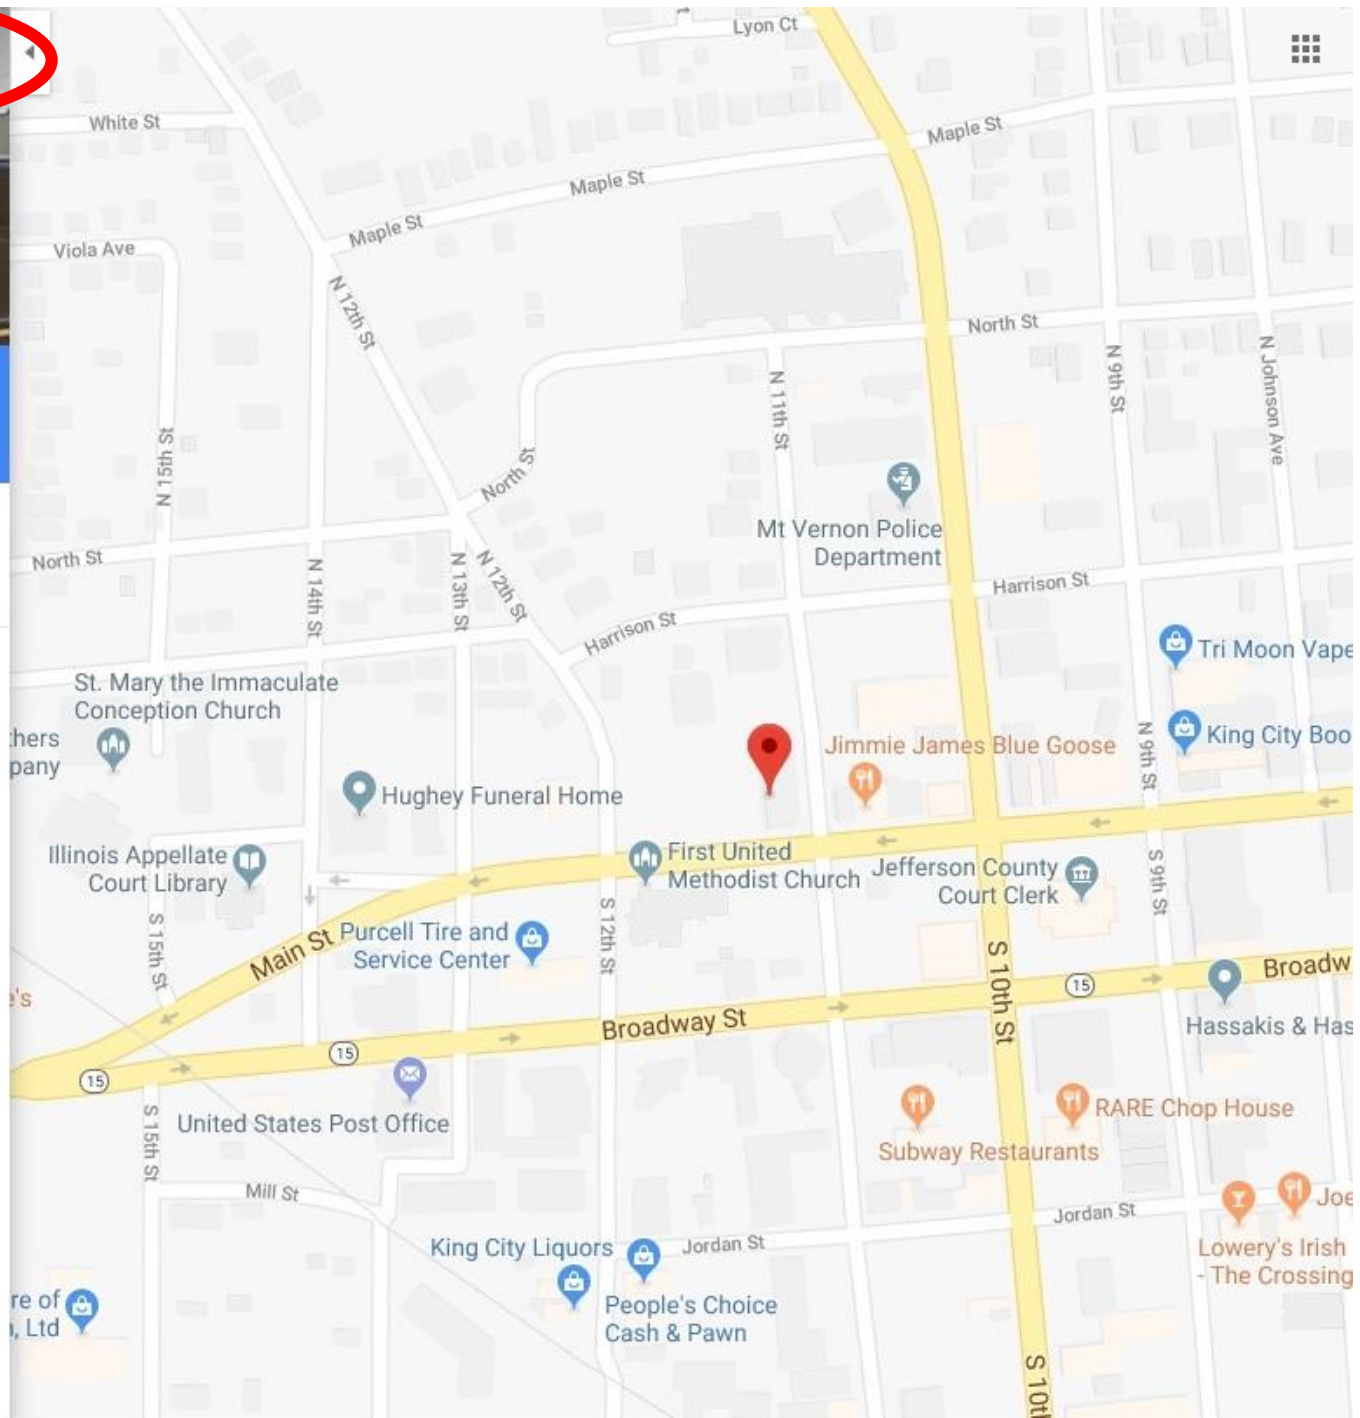 Lyon Ct
White St
Maple St
Maple St
Maple St
Viola Ave
N 12th St
North St
N 9th St
N Johnson Ave
N 11th St
N 15th St
North St
Mt Vernon Police
Department
North St
N 14th St
N 13th St
N 12th St
Harrison St
Harrison St
Tri Moon Vape
St. Mary the Immaculate
Conception Church
thers
pany
N 9th St
King City Boo
Jimmie James Blue Goose
Hughey Funeral Home
First United
Methodist Church
Illinois Appellate
Court Library
Jefferson County
Court Clerk
S 9th St
S 15th St
Main St
Purcell Tire and
Service Center
S 12th St
S 10th St
15
Broadw
e's
Broadway St
Hassakis & Has
15
15
United States Post Office
S 15th St
RARE Chop House
Subway Restaurants
Mill St
Jordan St
Joe
King City Liquors
Jordan St
Lowery's Irish
- The Crossing
re of
, Ltd
People's Choice
Cash & Pawn
S 10t